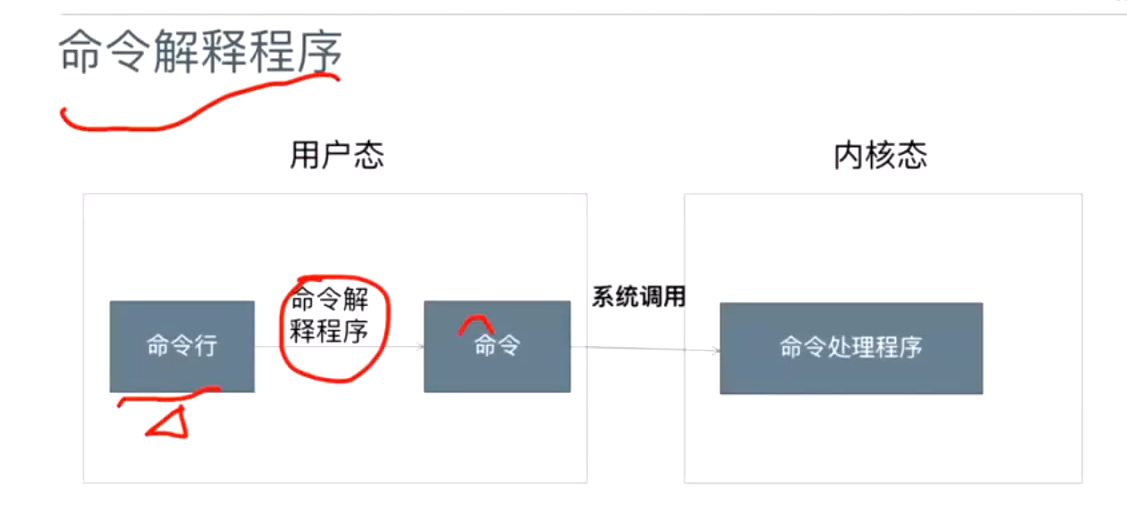 命令解释程序
用户态
内核态
命令解
释程序
系统调用
命令行
命令
命令处理程序